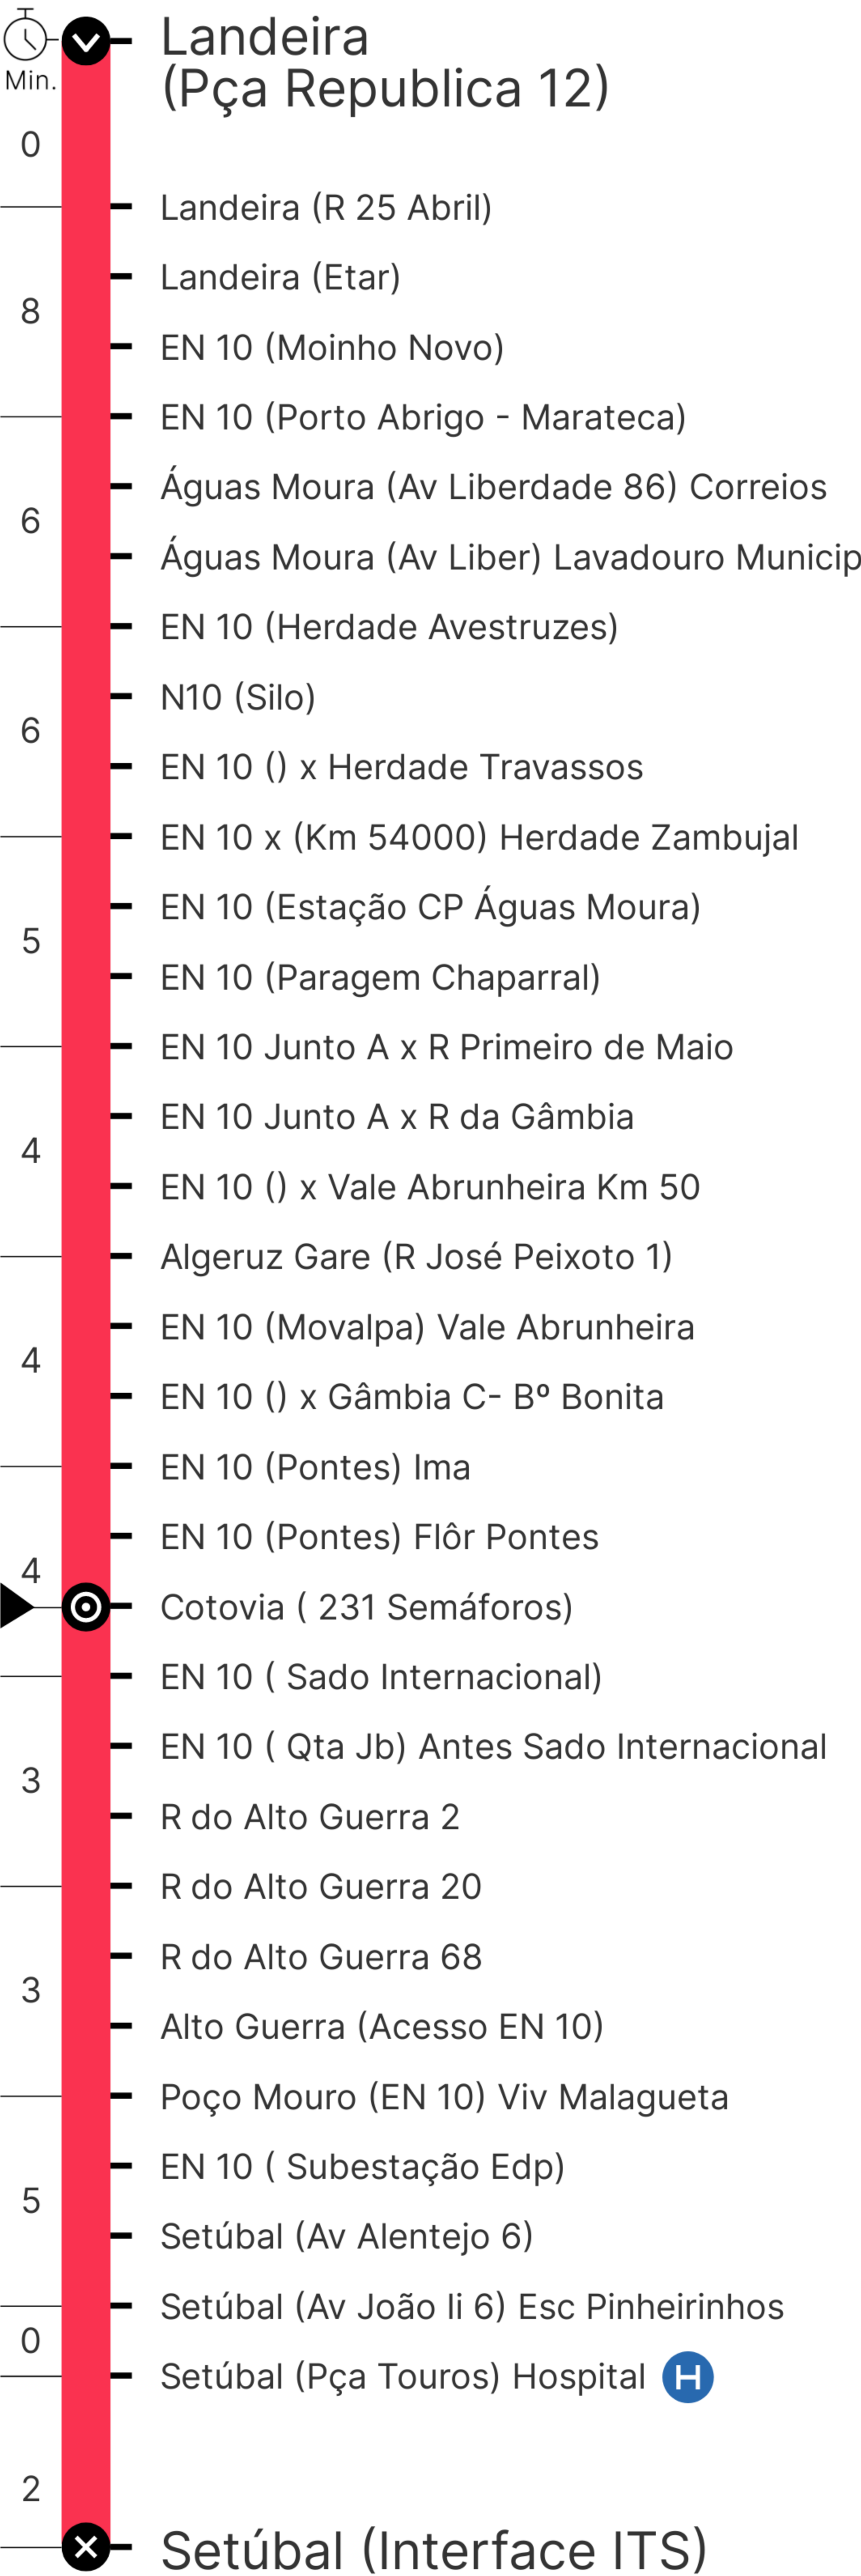 Landeira
(Pça Republica 12)
Min.
0
Landeira (R 25 Abril)
Landeira (Etar)
8
EN 10 (Moinho Novo)
EN 10 (Porto Abrigo - Marateca)
Águas Moura (Av Liberdade 86) Correios
6
Águas Moura (Av Liber) Lavadouro Municip
EN 10 (Herdade Avestruzes)
N10 (Silo)
6
EN 10 () x Herdade Travassos
EN 10 x (Km 54000) Herdade Zambujal
EN 10 (Estação CP Águas Moura)
5
EN 10 (Paragem Chaparral)
EN 10 Junto A x R Primeiro de Maio
EN 10 Junto A x R da Gâmbia
4
EN 10 () x Vale Abrunheira Km 50
Algeruz Gare (R José Peixoto 1)
EN 10 (Movalpa) Vale Abrunheira
4
EN 10 () x Gâmbia C- Bº Bonita
EN 10 (Pontes) Ima
EN 10 (Pontes) Flôr Pontes
4
Cotovia ( 231 Semáforos)
EN 10 ( Sado Internacional)
EN 10 ( Qta Jb) Antes Sado Internacional
3
R do Alto Guerra 2
R do Alto Guerra 20
R do Alto Guerra 68
3
Alto Guerra (Acesso EN 10)
Poço Mouro (EN 10) Viv Malagueta
EN 10 ( Subestação Edp)
5
Setúbal (Av Alentejo 6)
Setúbal (Av João Ii 6) Esc Pinheirinhos
0
Setúbal (Pça Touros) Hospital H
2
Setúbal (Interface ITS)